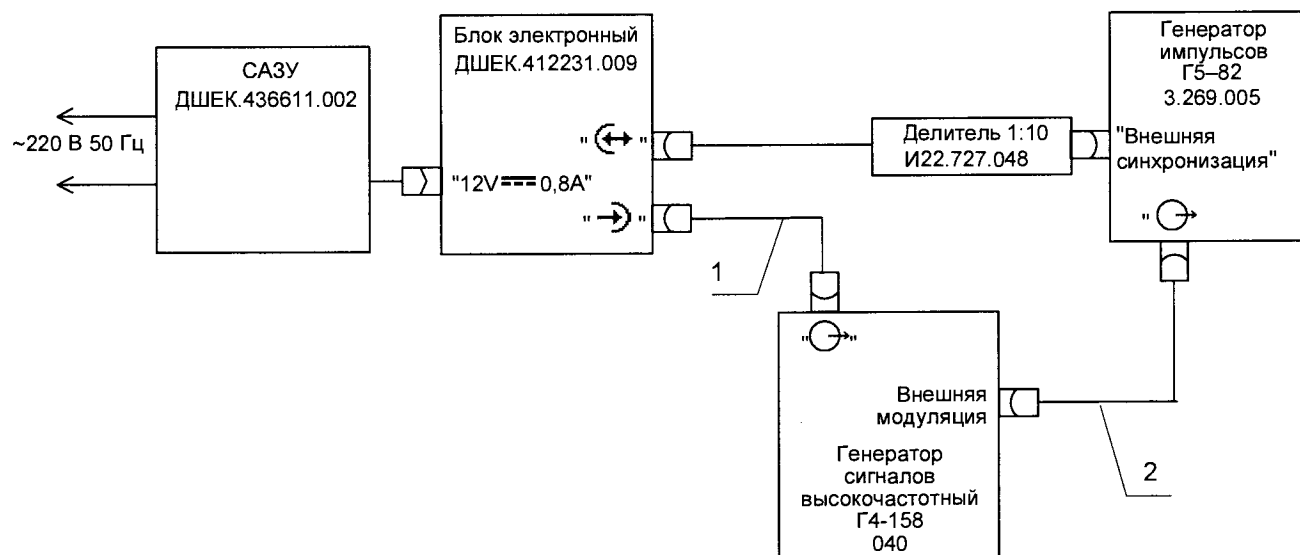 ~220 В 50 Гц
САЗУ
ДШЕК.436611.002
Блок электронный
ДШЕК.412231.009
" "
"12V 0,8А"
" "
Делитель 1:10
И22.727.048
Генератор
импульсов
Г5–82
3.269.005
"Внешняя
синхронизация"
"
1
" "
Внешняя
модуляция
Генератор
сигналов
высокочастотный
Г4-158
040
2